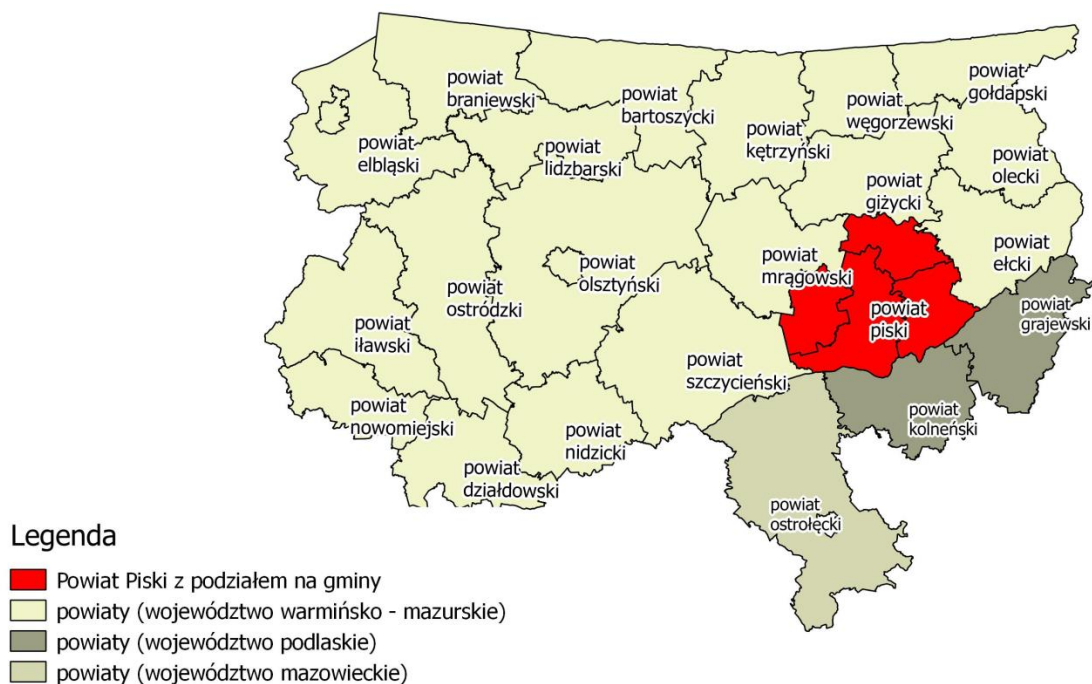 powiat
braniewski
powiat
bartoszycki
powiat
gołdapski
powiat
węgorzewski
powiat
kętrzyński
powiat
elbląski
powiat
lidzbarski
powiat
olecki
powiat
giżycki
powiat
ełcki
powiat
mrągowski
powiat
olsztyński
powiat
ostródzki
powiat
piski
powiat
grajewski
powiat
iławski
powiat
szczycieński
powiat
nowomiejski
powiat
kolneński
powiat
nidzicki
powiat
działdowski
powiat
ostrołęcki
Legenda
Powiat Piski z podziałem na gminy
powiaty (województwo warmińsko - mazurskie)
powiaty (województwo podlaskie)
powiaty (województwo mazowieckie)